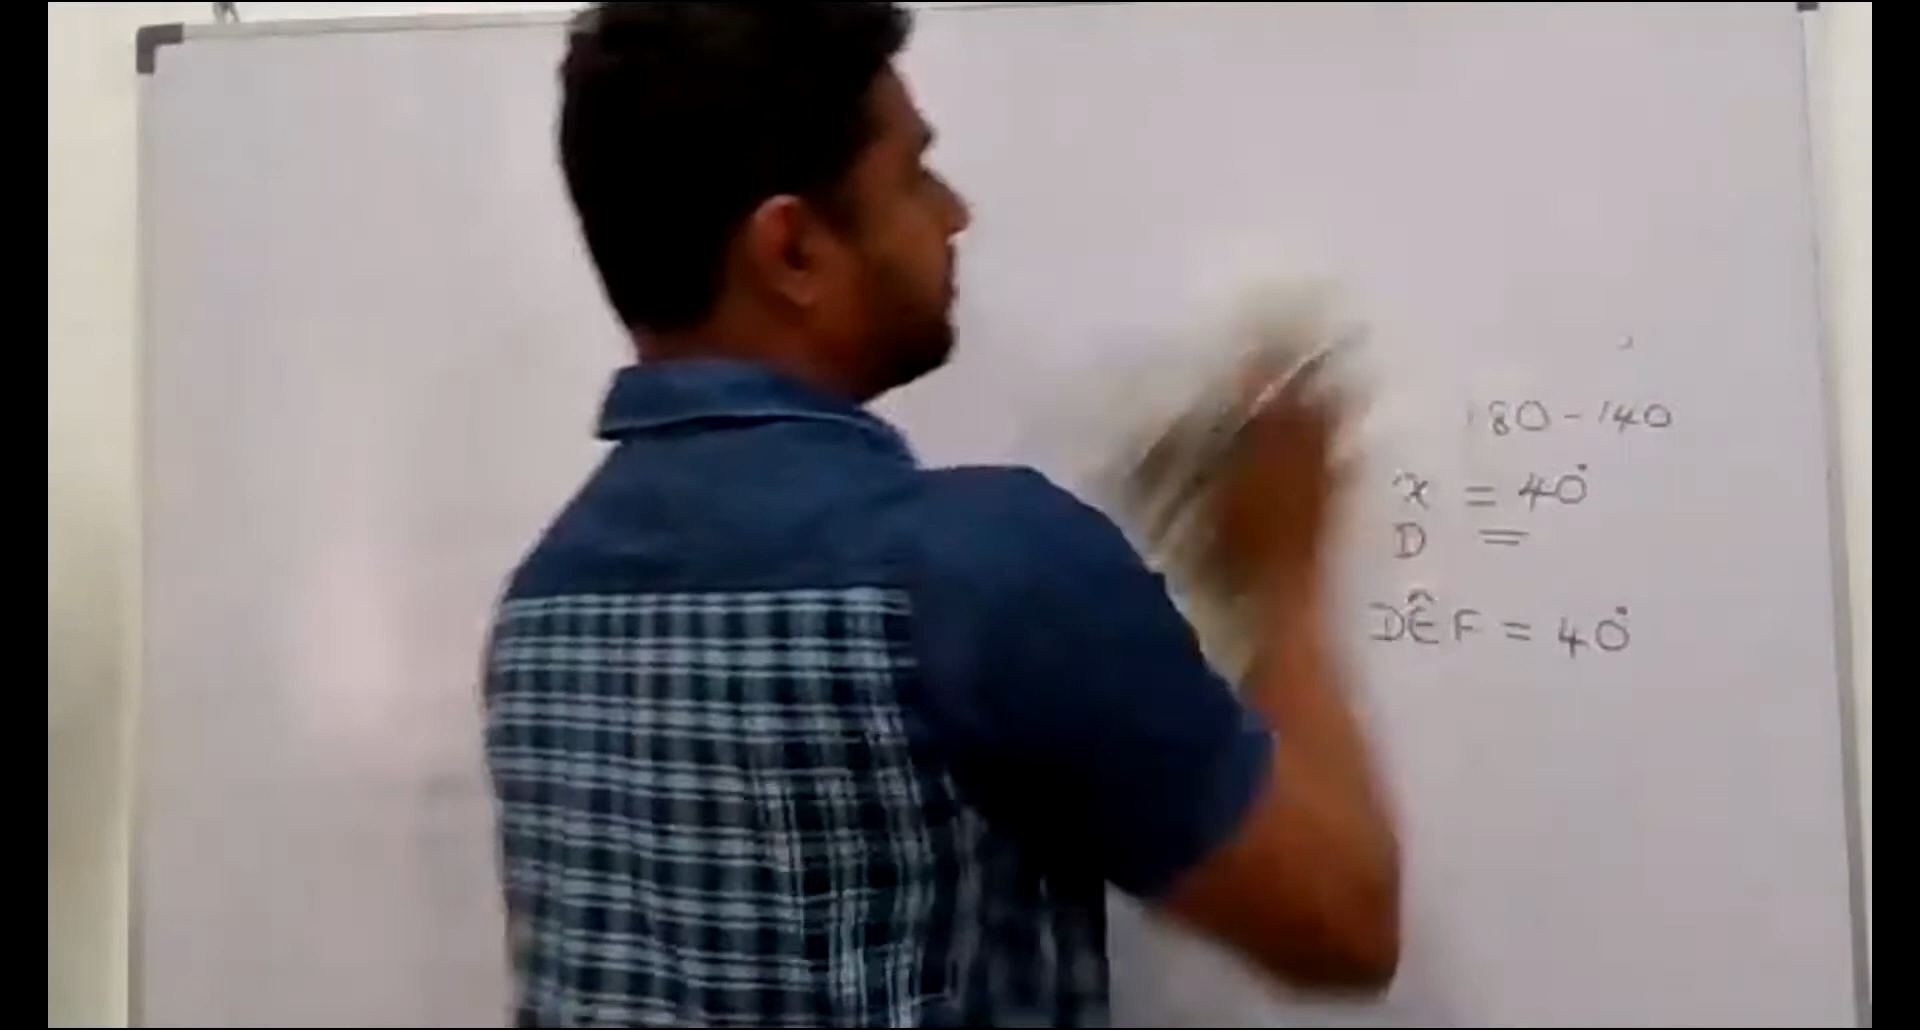 180-140
x = 40°
D =
DÊF = 40°